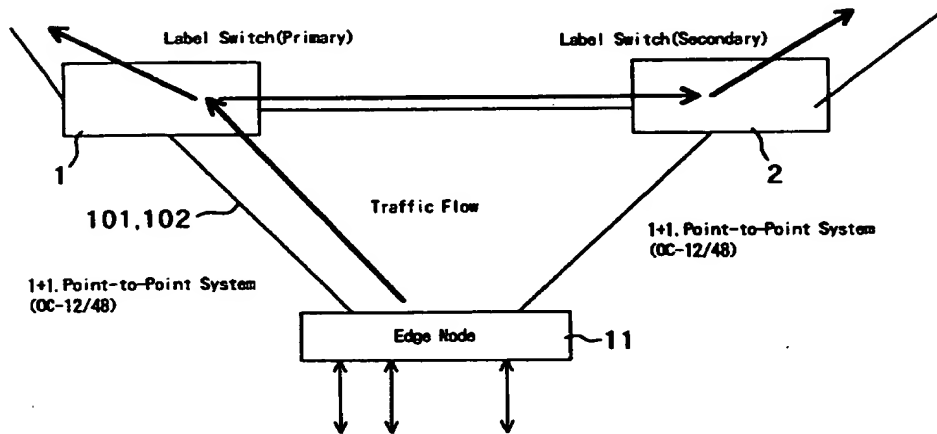 Label Switch(Primary)
Label Switch(Secondary)
1
2
101,102
Traffic Flow
1+1.Point-to-Point System
(OC-12/48)
1+1.Point-to-Point System
(OC-12/48)
Edge Node
11